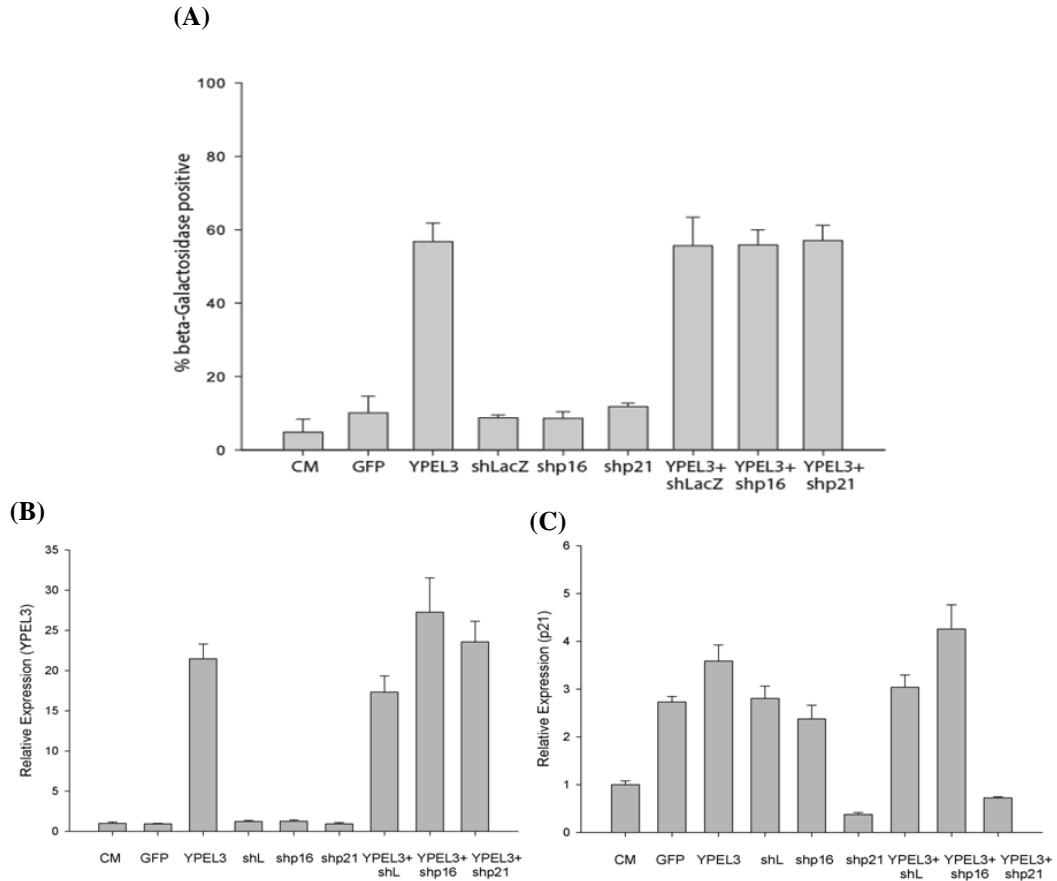 (A)
% beta-Galactosidase positive
100
80
60
40
20
0
CM GFP YPEL3 shLacZ shp16 shp21 YPEL3+ YPEL3+ YPEL3+
shLacZ shp16 shp21
(B)
Relative Expression (YPEL3)
35
30
25
20
15
10
5
0
CM GFP YPEL3 shL shp16 shp21 YPEL3+ YPEL3+ YPEL3+
shL shp16 shp21
(C)
Relative Expression (p21)
6
5
4
3
2
1
0
CM GFP YPEL3 shL shp16 shp21 YPEL3+ YPEL3+ YPEL3+
shL shp16 shp21